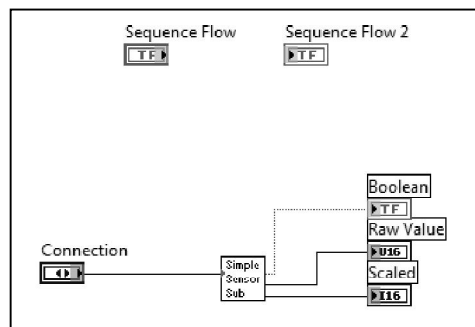 Sequence Flow Sequence Flow 2
TF TF
Boolean
TF
Raw Value
U16
Connection
Scaled
Simple
Sensor
Sub
I16